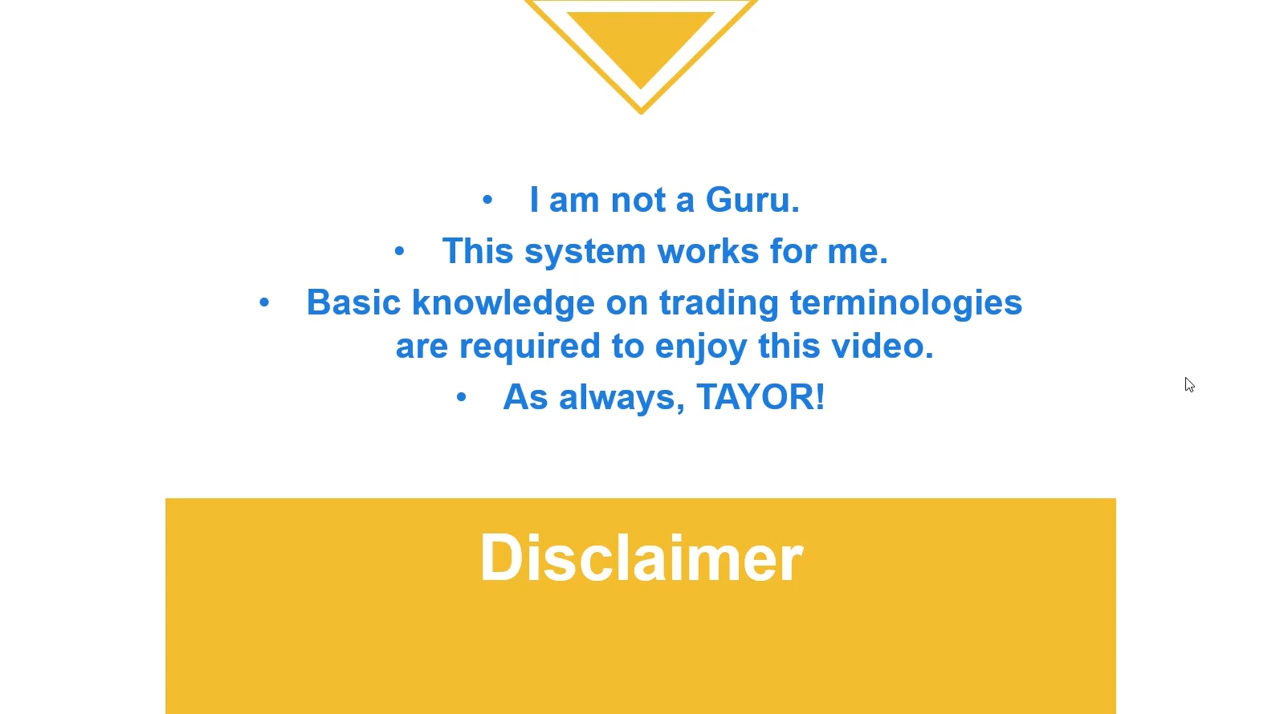 • I am not a Guru.
• This system works for me.
• Basic knowledge on trading terminologies
are required to enjoy this video.
• As always, TAYOR!
Disclaimer